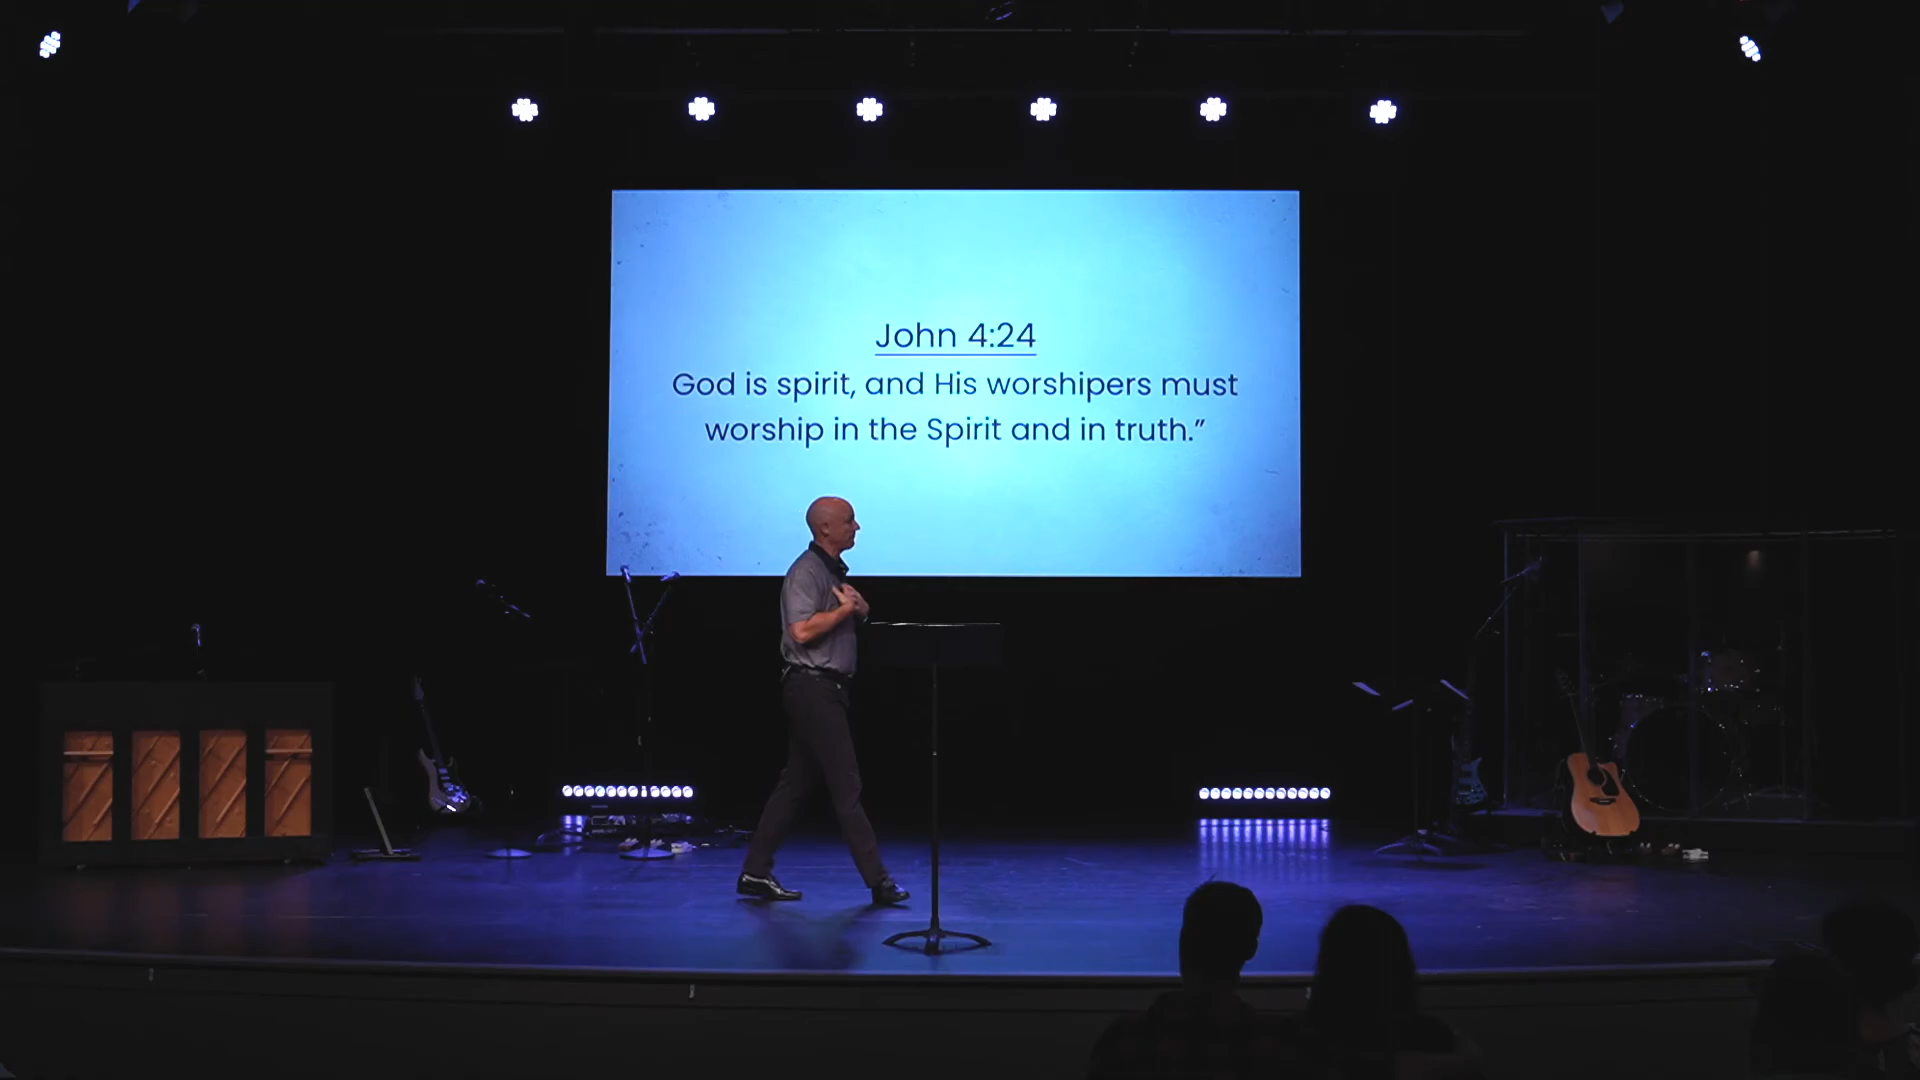 John 4:24
God is spirit, and His worshipers must
worship in the Spirit and in truth.”